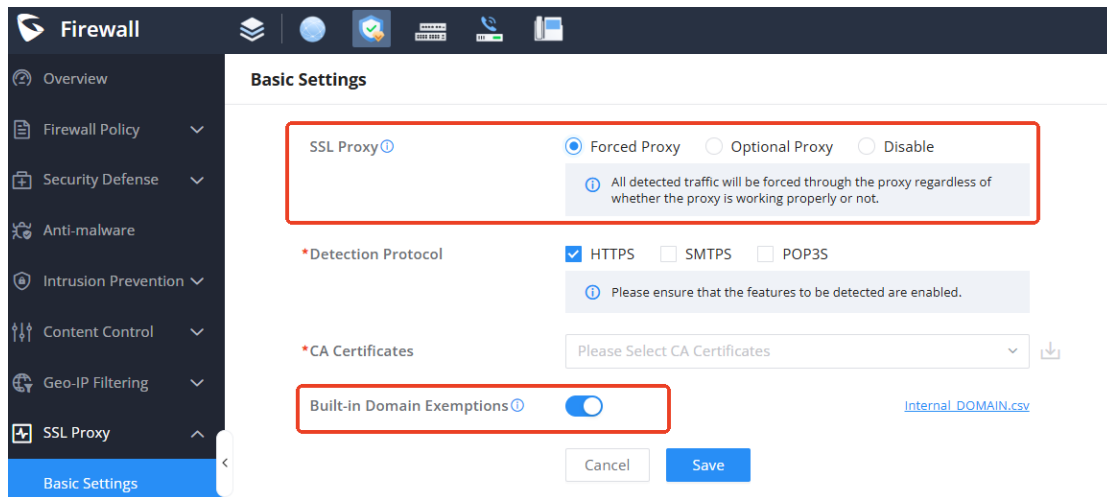 Firewall
Overview
Firewall Policy
Security Defense
Anti-malware
Intrusion Prevention
Content Control
Geo-IP Filtering
SSL Proxy
Basic Settings
Basic Settings
SSL Proxy
Forced Proxy Optional Proxy Disable
All detected traffic will be forced through the proxy regardless of
whether the proxy is working properly or not.
*Detection Protocol
HTTPS SMTPS POP3S
Please ensure that the features to be detected are enabled.
*CA Certificates
Please Select CA Certificates
Built-in Domain Exemptions
Internal_DOMAIN.csv
Cancel Save